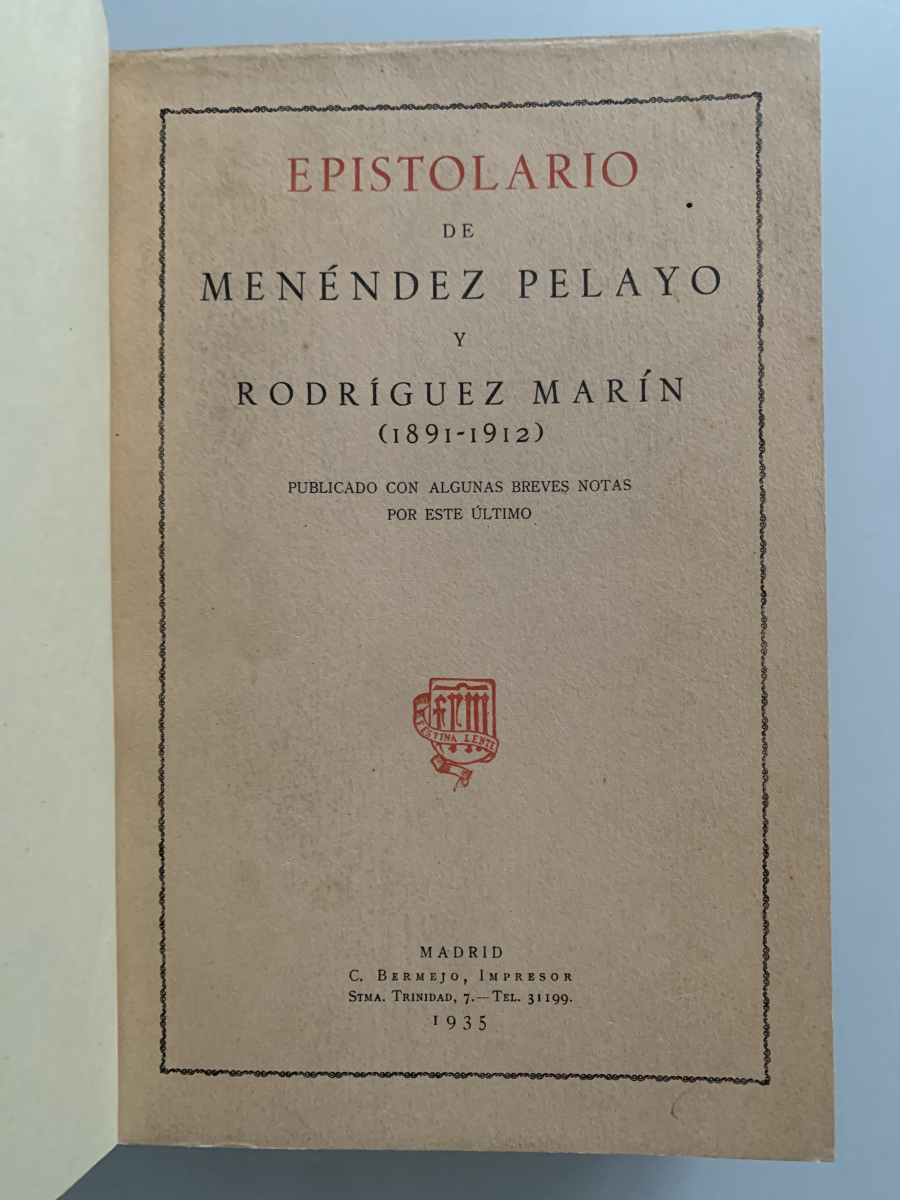 EPISTOLARIO
DE
MENÉNDEZ PELAYO
Y
RODRÍGUEZ MARÍN
(1891-1912)
PUBLICADO CON ALGUNAS BREVES NOTAS
POR ESTE ÚLTIMO
frm
FESTINA LENTE
MADRID
C. BERMEJO, IMPRESOR
STMA. TRINIDAD, 7.—TEL. 31199.
1935